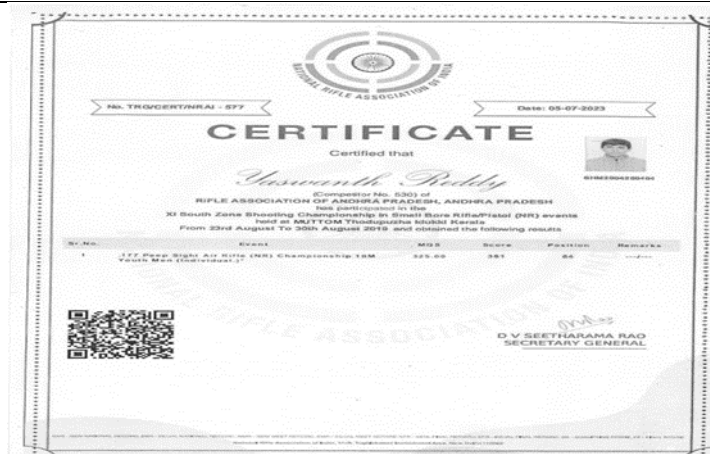 NATIONAL RIFLE ASSOCIATION OF INDIA
No. TRG/CERT/NRAI - 577
Date: 05-07-2023
CERTIFICATE
Certified that
Yaswanth Reddy
(Competitor No. 530) of
RIFLE ASSOCIATION OF ANDHRA PRADESH, ANDHRA PRADESH
has participated in the
XI South Zone Shooting Championship in Small Bore Rifle/Pistol (NR) events
held at MUTTOM Thodupuzha Idukki Kerala
From 23rd August To 30th August 2019 and obtained the following results
Sr.No. Event MQS Score Position Remarks
1 .177 Peep Sight Air Rifle (NR) Championship 10M 325.00 381
Youth Men (Individual.)"
D V SEETHARAMA RAO
SECRETARY GENERAL